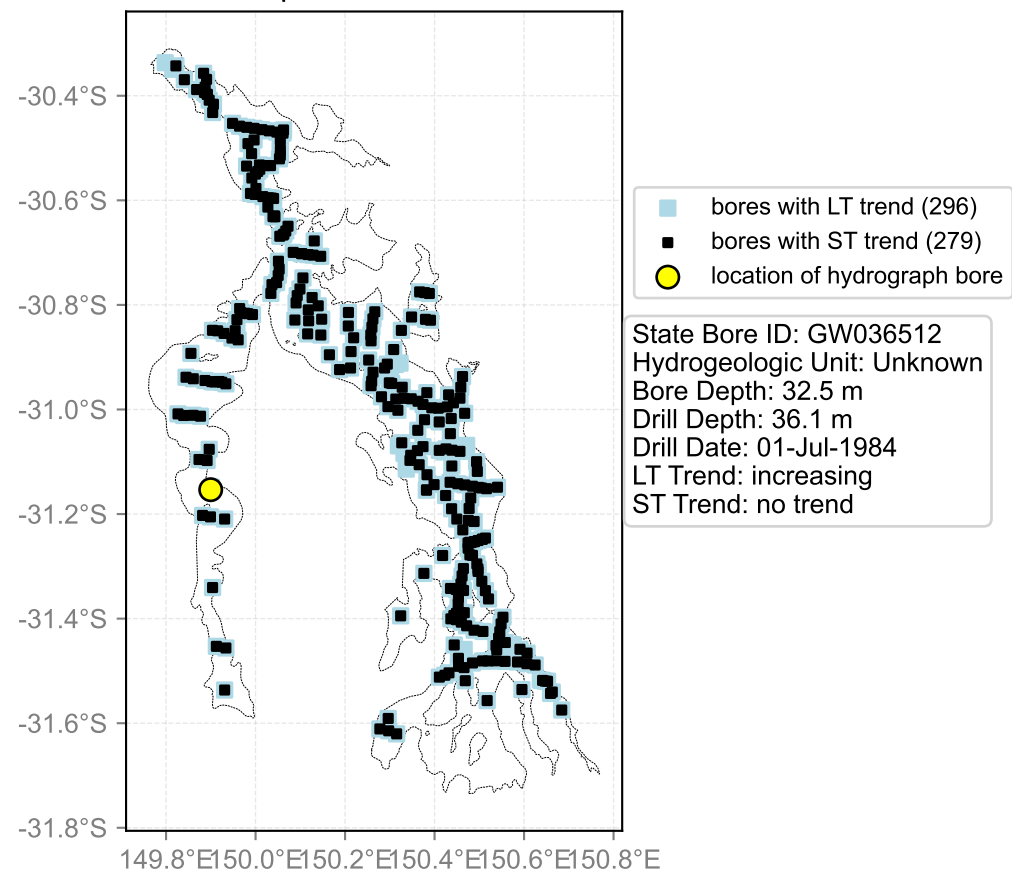 -30.4°S
-30.6°S
-30.8°S
-31.0°S
-31.2°S
-31.4°S
-31.6°S
-31.8°S
149.8°E150.0°E150.2°E150.4°E150.6°E150.8°E
bores with LT trend (296)
bores with ST trend (279)
location of hydrograph bore
State Bore ID: GW036512
Hydrogeologic Unit: Unknown
Bore Depth: 32.5 m
Drill Depth: 36.1 m
Drill Date: 01-Jul-1984
LT Trend: increasing
ST Trend: no trend